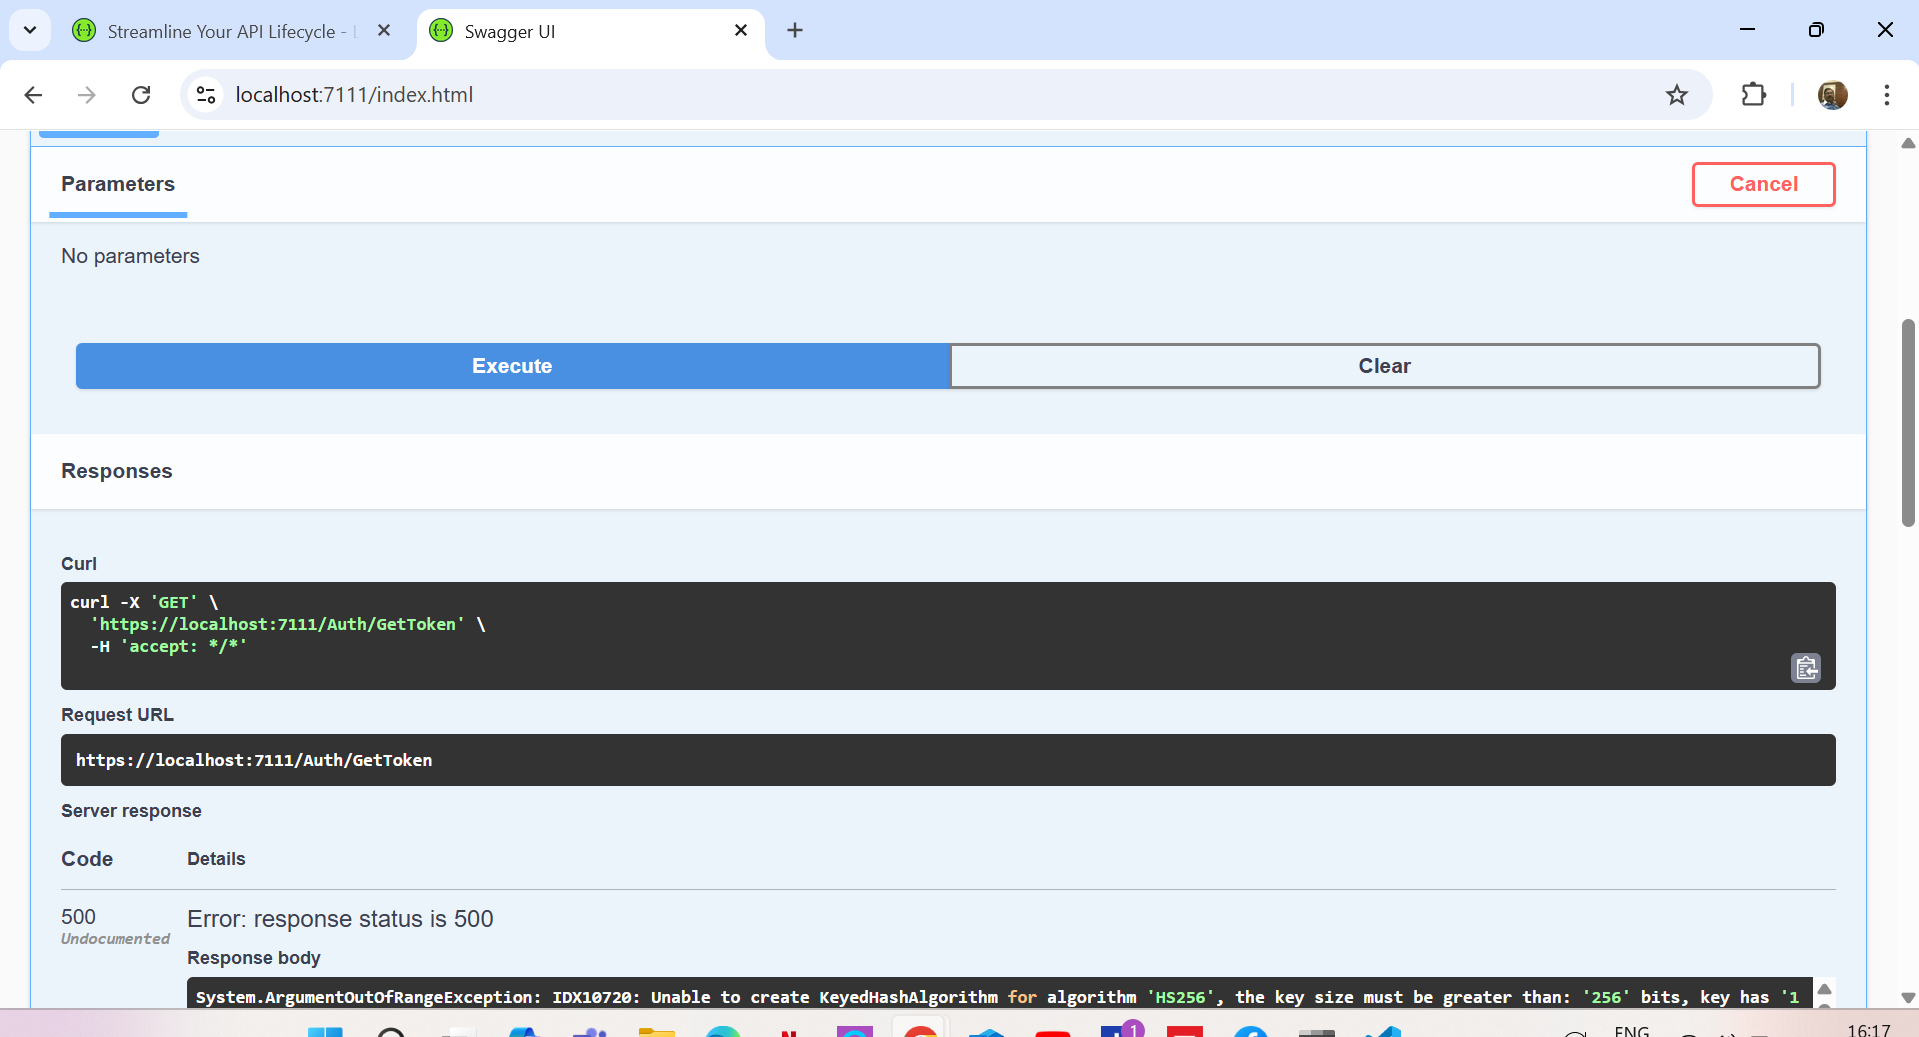 Streamline Your API Lifecycle -
Swagger UI
localhost:7111/index.html
Parameters
Cancel
No parameters
Execute
Clear
Responses
Curl
curl -X 'GET' \
'https://localhost:7111/Auth/GetToken' \
-H 'accept: */*'
Request URL
https://localhost:7111/Auth/GetToken
Server response
Code
Details
500
Undocumented
Error: response status is 500
Response body
System.ArgumentOutOfRangeException: IDX10720: Unable to create KeyedHashAlgorithm for algorithm 'HS256', the key size must be greater than: '256' bits, key has '1
1
ENG
16:17